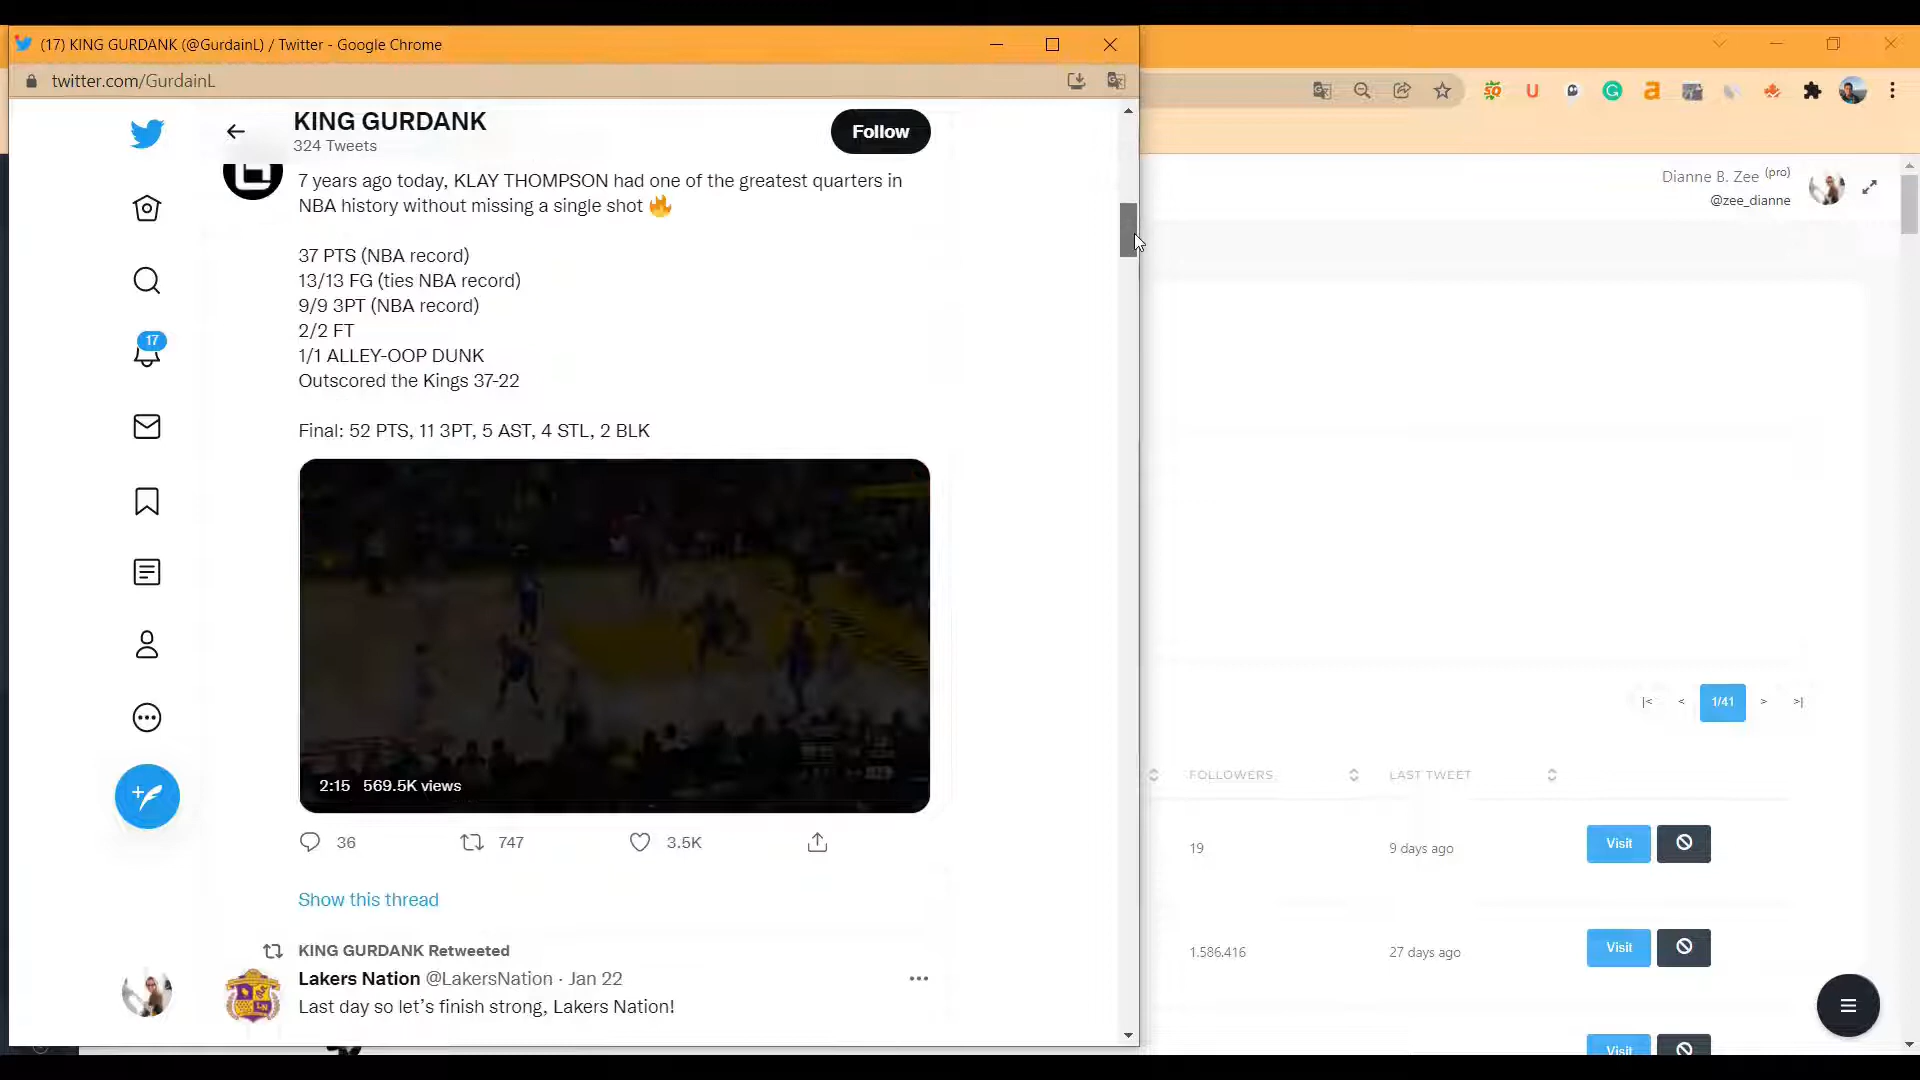 (17) KING GURDANK (@GurdainL) / Twitter - Google Chrome
twitter.com/GurdainL
KING GURDANK
324 Tweets
Follow
7 years ago today, KLAY THOMPSON had one of the greatest quarters in
NBA history without missing a single shot 🔥
37 PTS (NBA record)
13/13 FG (ties NBA record)
9/9 3PT (NBA record)
2/2 FT
1/1 ALLEY-OOP DUNK
Outscored the Kings 37-22
Final: 52 PTS, 11 3PT, 5 AST, 4 STL, 2 BLK
17
2:15 569.5K views
36 747 3.5K
Show this thread
KING GURDANK Retweeted
Lakers Nation @LakersNation · Jan 22
Last day so let's finish strong, Lakers Nation!
Dianne B. Zee (pro)
@zee_dianne
|< < 1/41 > >|
FOLLOWERS LAST TWEET
19 9 days ago Visit
1.586.416 27 days ago Visit
Visit